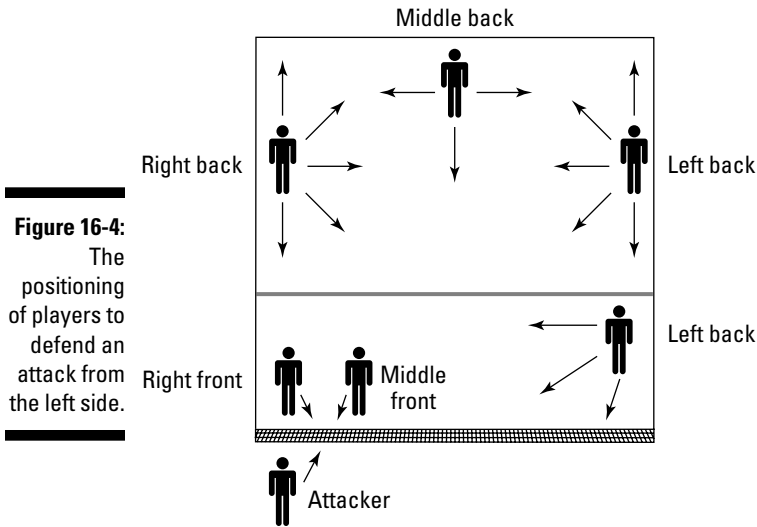 Middle back
Right back
Left back
Figure 16-4:
The
positioning
of players to
defend an
attack from
the left side.
Left back
Right front
Middle
front
Attacker